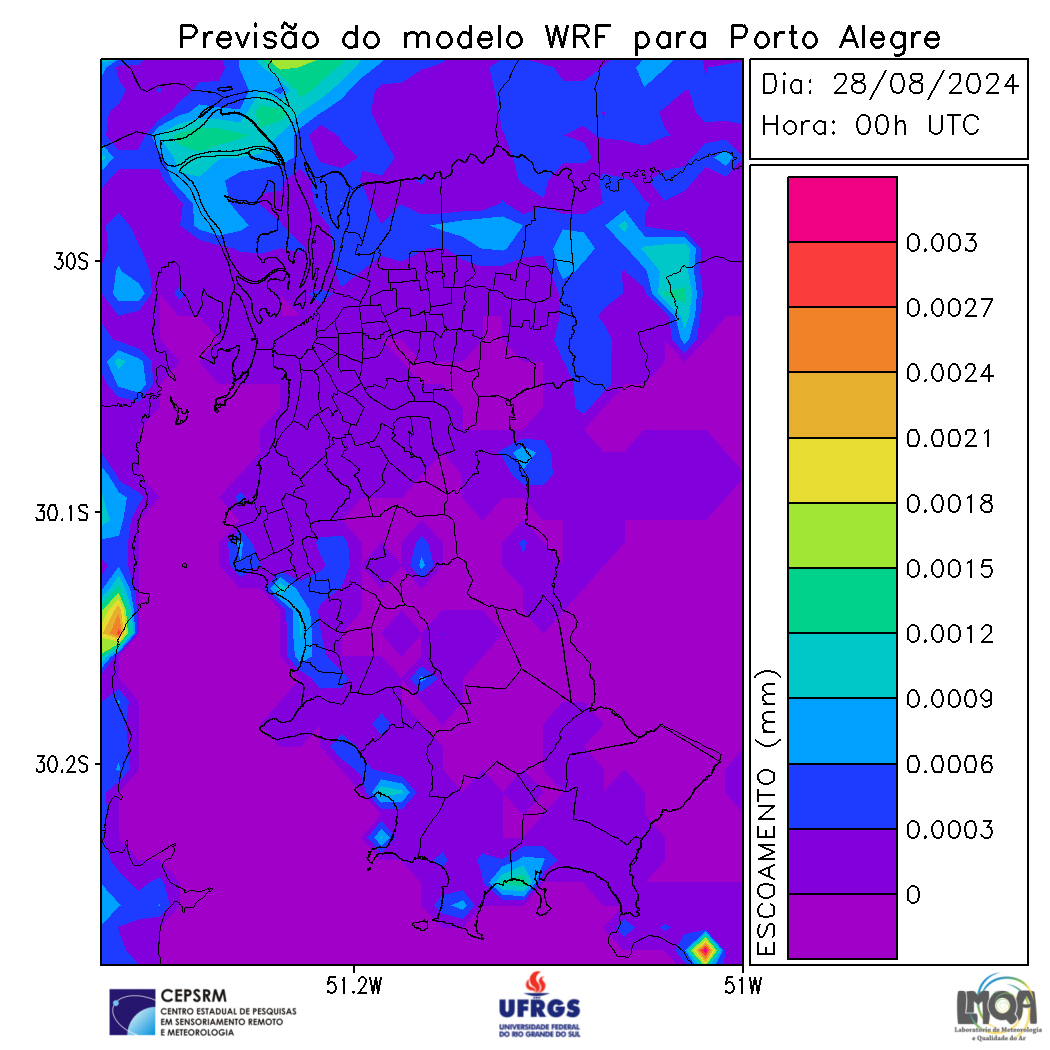 Previsão do modelo WRF para Porto Alegre
Dia: 28/08/2024
Hora: 00h UTC
30S
30.1S
30.2S
51.2W
51W
ESCOAMENTO (mm)
0.003
0.0027
0.0024
0.0021
0.0018
0.0015
0.0012
0.0009
0.0006
0.0003
0
CEPSRM
CENTRO ESTADUAL DE PESQUISAS
EM SENSORIAMENTO REMOTO
E METEOROLOGIA
UFRGS
UNIVERSIDADE FEDERAL
DO RIO GRANDE DO SUL
LMQA
Laboratório de Meteorologia
e Qualidade do Ar